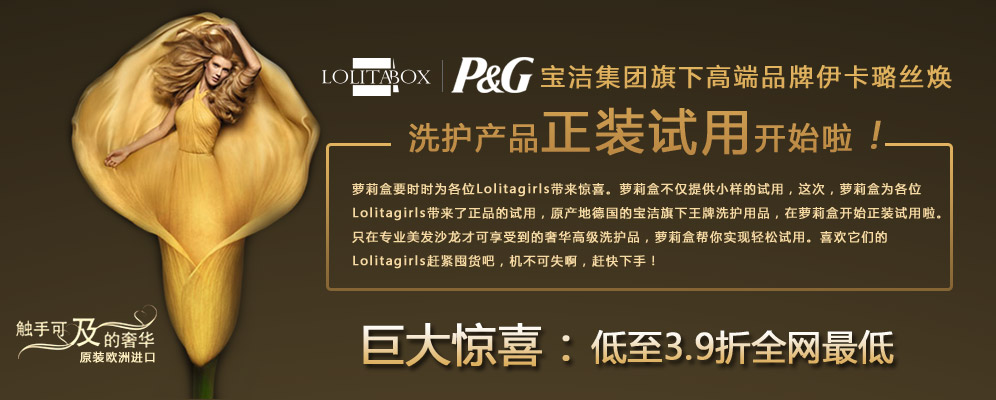 LOLITABOX P&G 宝洁集团旗下高端品牌伊卡璐丝焕
洗护产品正装试用开始啦！
萝莉盒要时时为各位Lolitagirls带来惊喜。萝莉盒不仅提供小样的试用，这次，萝莉盒为各位
Lolitagirls带来了正品的试用，原产地德国的宝洁旗下王牌洗护用品，在萝莉盒开始正装试用啦。
只在专业美发沙龙才可享受到的奢华高级洗护品，萝莉盒帮你实现轻松试用。喜欢它们的
Lolitagirls赶紧囤货吧，机不可失啊，赶快下手！
触手可及的奢华
原装欧洲进口
巨大惊喜：低至3.9折全网最低